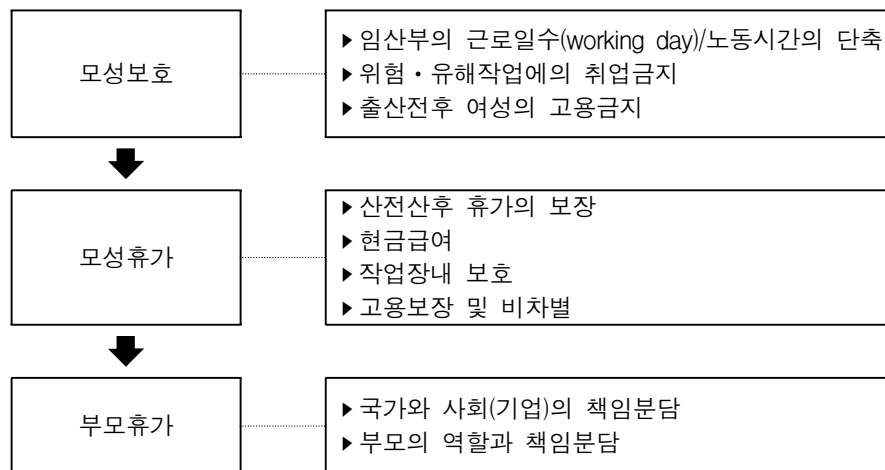 모성보호
▶임산부의 근로일수(working day)/노동시간의 단축
▶위험·유해작업에의 취업금지
▶출산전후 여성의 고용금지
모성휴가
▶산전산후 휴가의 보장
▶현금급여
▶작업장내 보호
▶고용보장 및 비차별
부모휴가
▶국가와 사회(기업)의 책임분담
▶부모의 역할과 책임분담